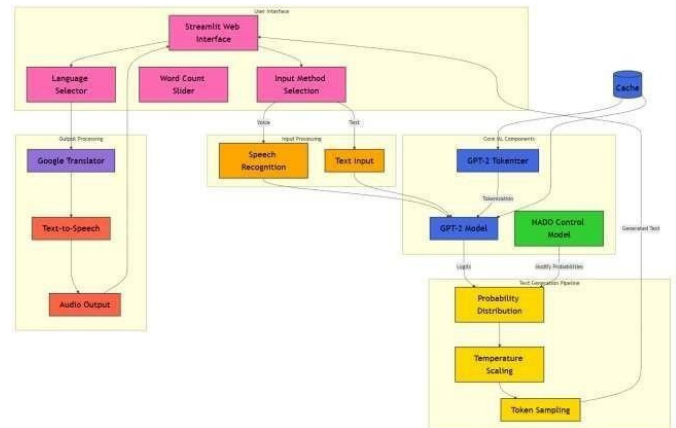 User Interface
Streamlit Web
Interface
Language
Selector
Word Count
Slider
Input Method
Selection
Cache
Voice
Text
Output Processing
Input Processing
Core ML Components
Google Translator
Speech
Recognition
Text Input
GPT-2 Tokenizer
Tokenization
Text-to-Speech
GPT-2 Model
NADO Control
Model
Generated Text
Logits
Modify Probabilities
Text Generation Pipeline
Audio Output
Probability
Distribution
Temperature
Scaling
Token Sampling